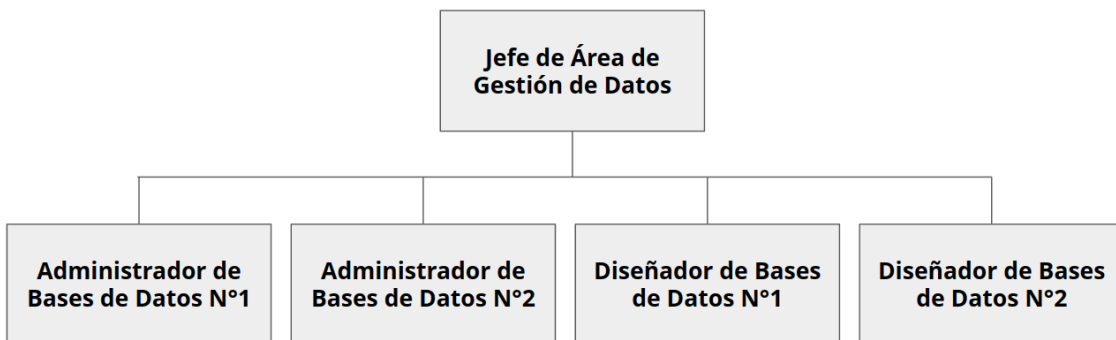 Jefe de Área de
Gestión de Datos
Administrador de
Bases de Datos N°1
Administrador de
Bases de Datos N°2
Diseñador de Bases
de Datos N°1
Diseñador de Bases
de Datos N°2